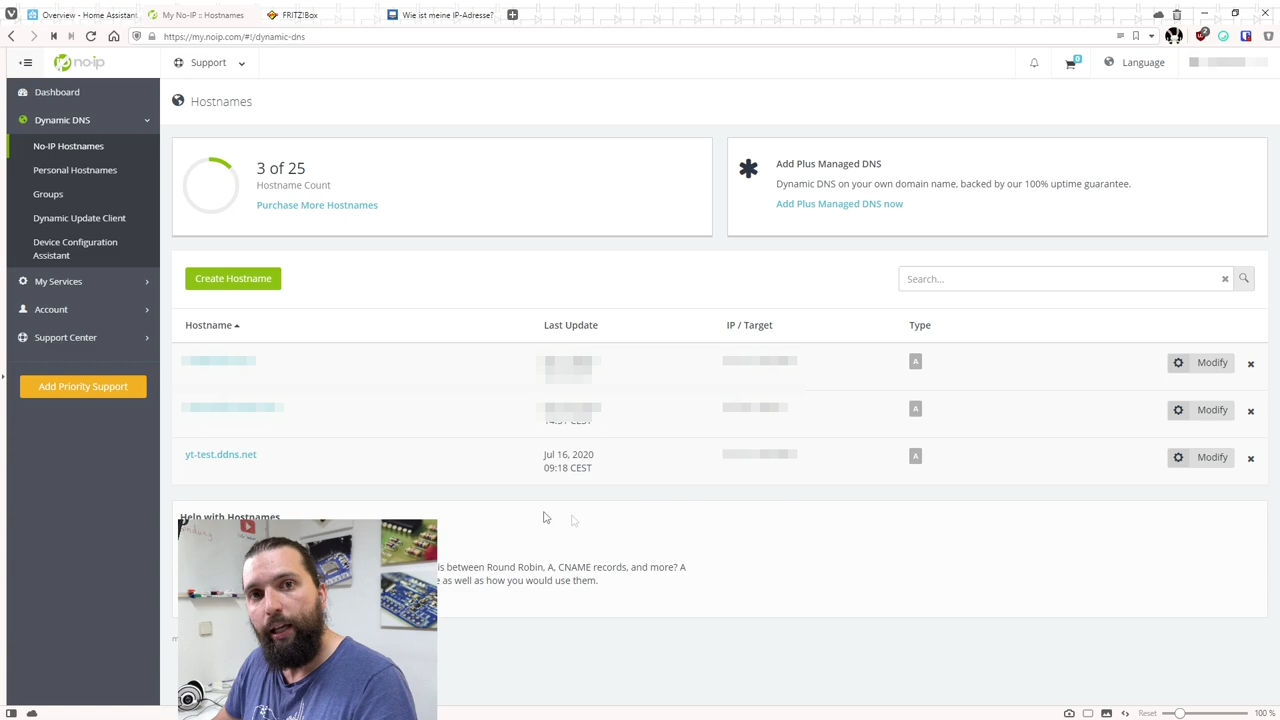 Overview - Home Assistant
My No-IP :: Hostnames
FRITZ!Box
Wie ist meine IP-Adresse?
https://my.noip.com/#!/dynamic-dns
no-ip
Support
0
Language
Dashboard
Dynamic DNS
No-IP Hostnames
Personal Hostnames
Groups
Dynamic Update Client
Device Configuration
Assistant
My Services
Account
Support Center
Add Priority Support
Hostnames
3 of 25
Hostname Count
Purchase More Hostnames
Add Plus Managed DNS
Dynamic DNS on your own domain name, backed by our 100% uptime guarantee.
Add Plus Managed DNS now
Create Hostname
Search...
Hostname
Last Update
IP / Target
Type
A
Modify
A
Modify
yt-test.ddns.net
Jul 16, 2020
09:18 CEST
A
Modify
Help with Hostnames
is between Round Robin, A, CNAME records, and more? A
e as well as how you would use them.
Reset
100 %